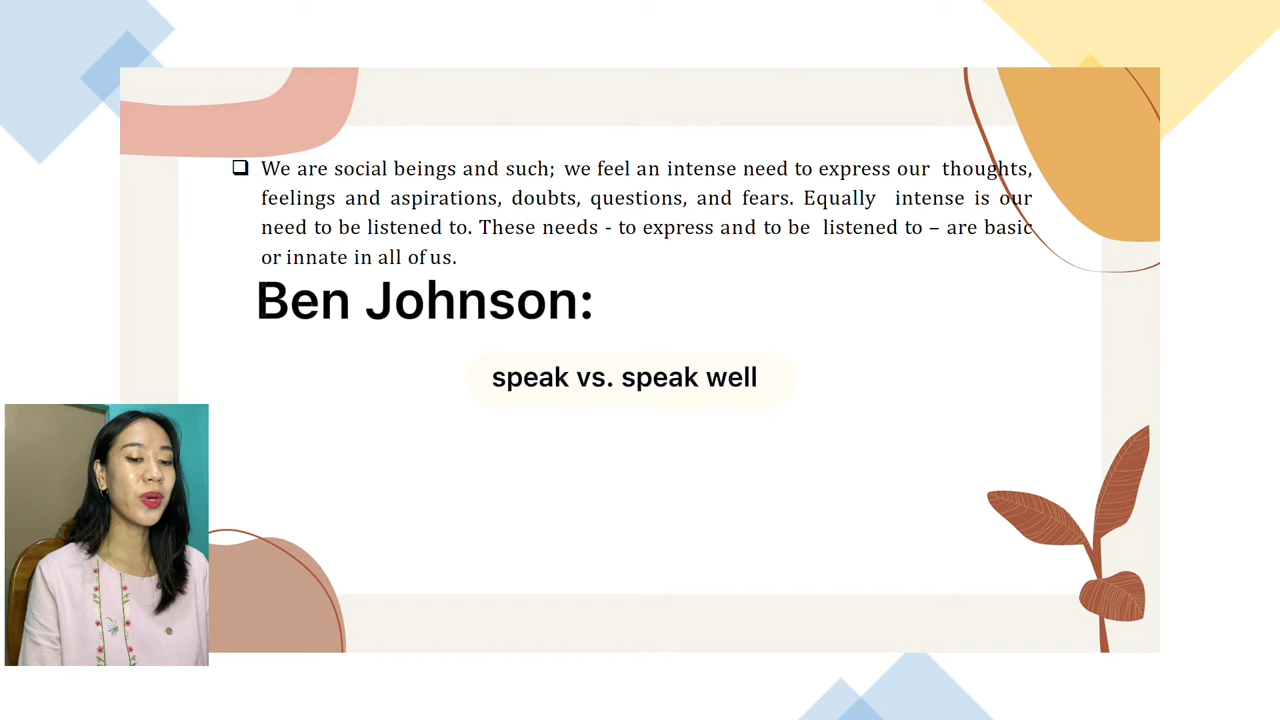 ❑ We are social beings and such; we feel an intense need to express our thoughts,
feelings and aspirations, doubts, questions, and fears. Equally intense is our
need to be listened to. These needs - to express and to be listened to – are basic
or innate in all of us.
Ben Johnson:
speak vs. speak well